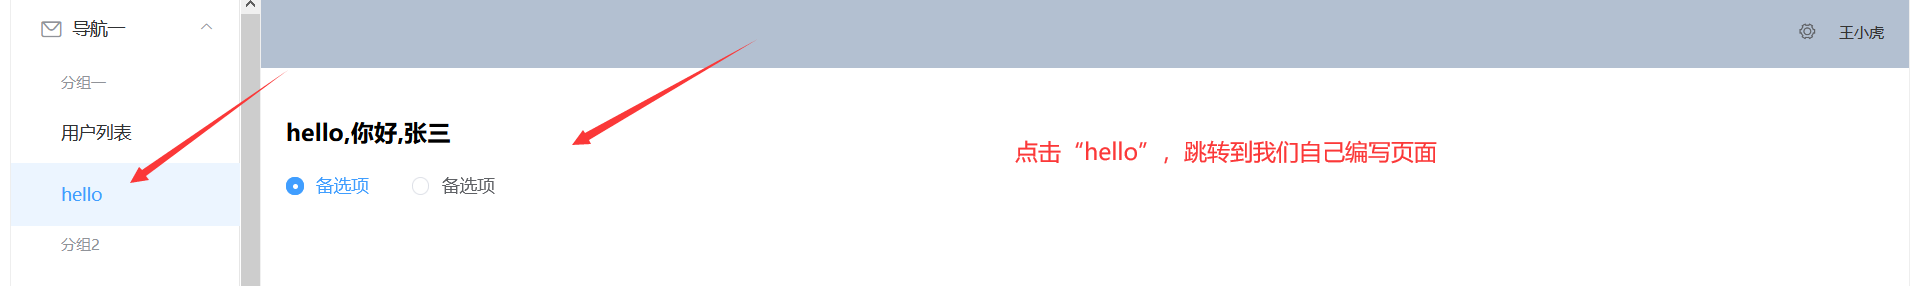 导航一
分组一
用户列表
hello
分组2
王小虎
hello,你好,张三
备选项 备选项
点击“hello”，跳转到我们自己编写页面